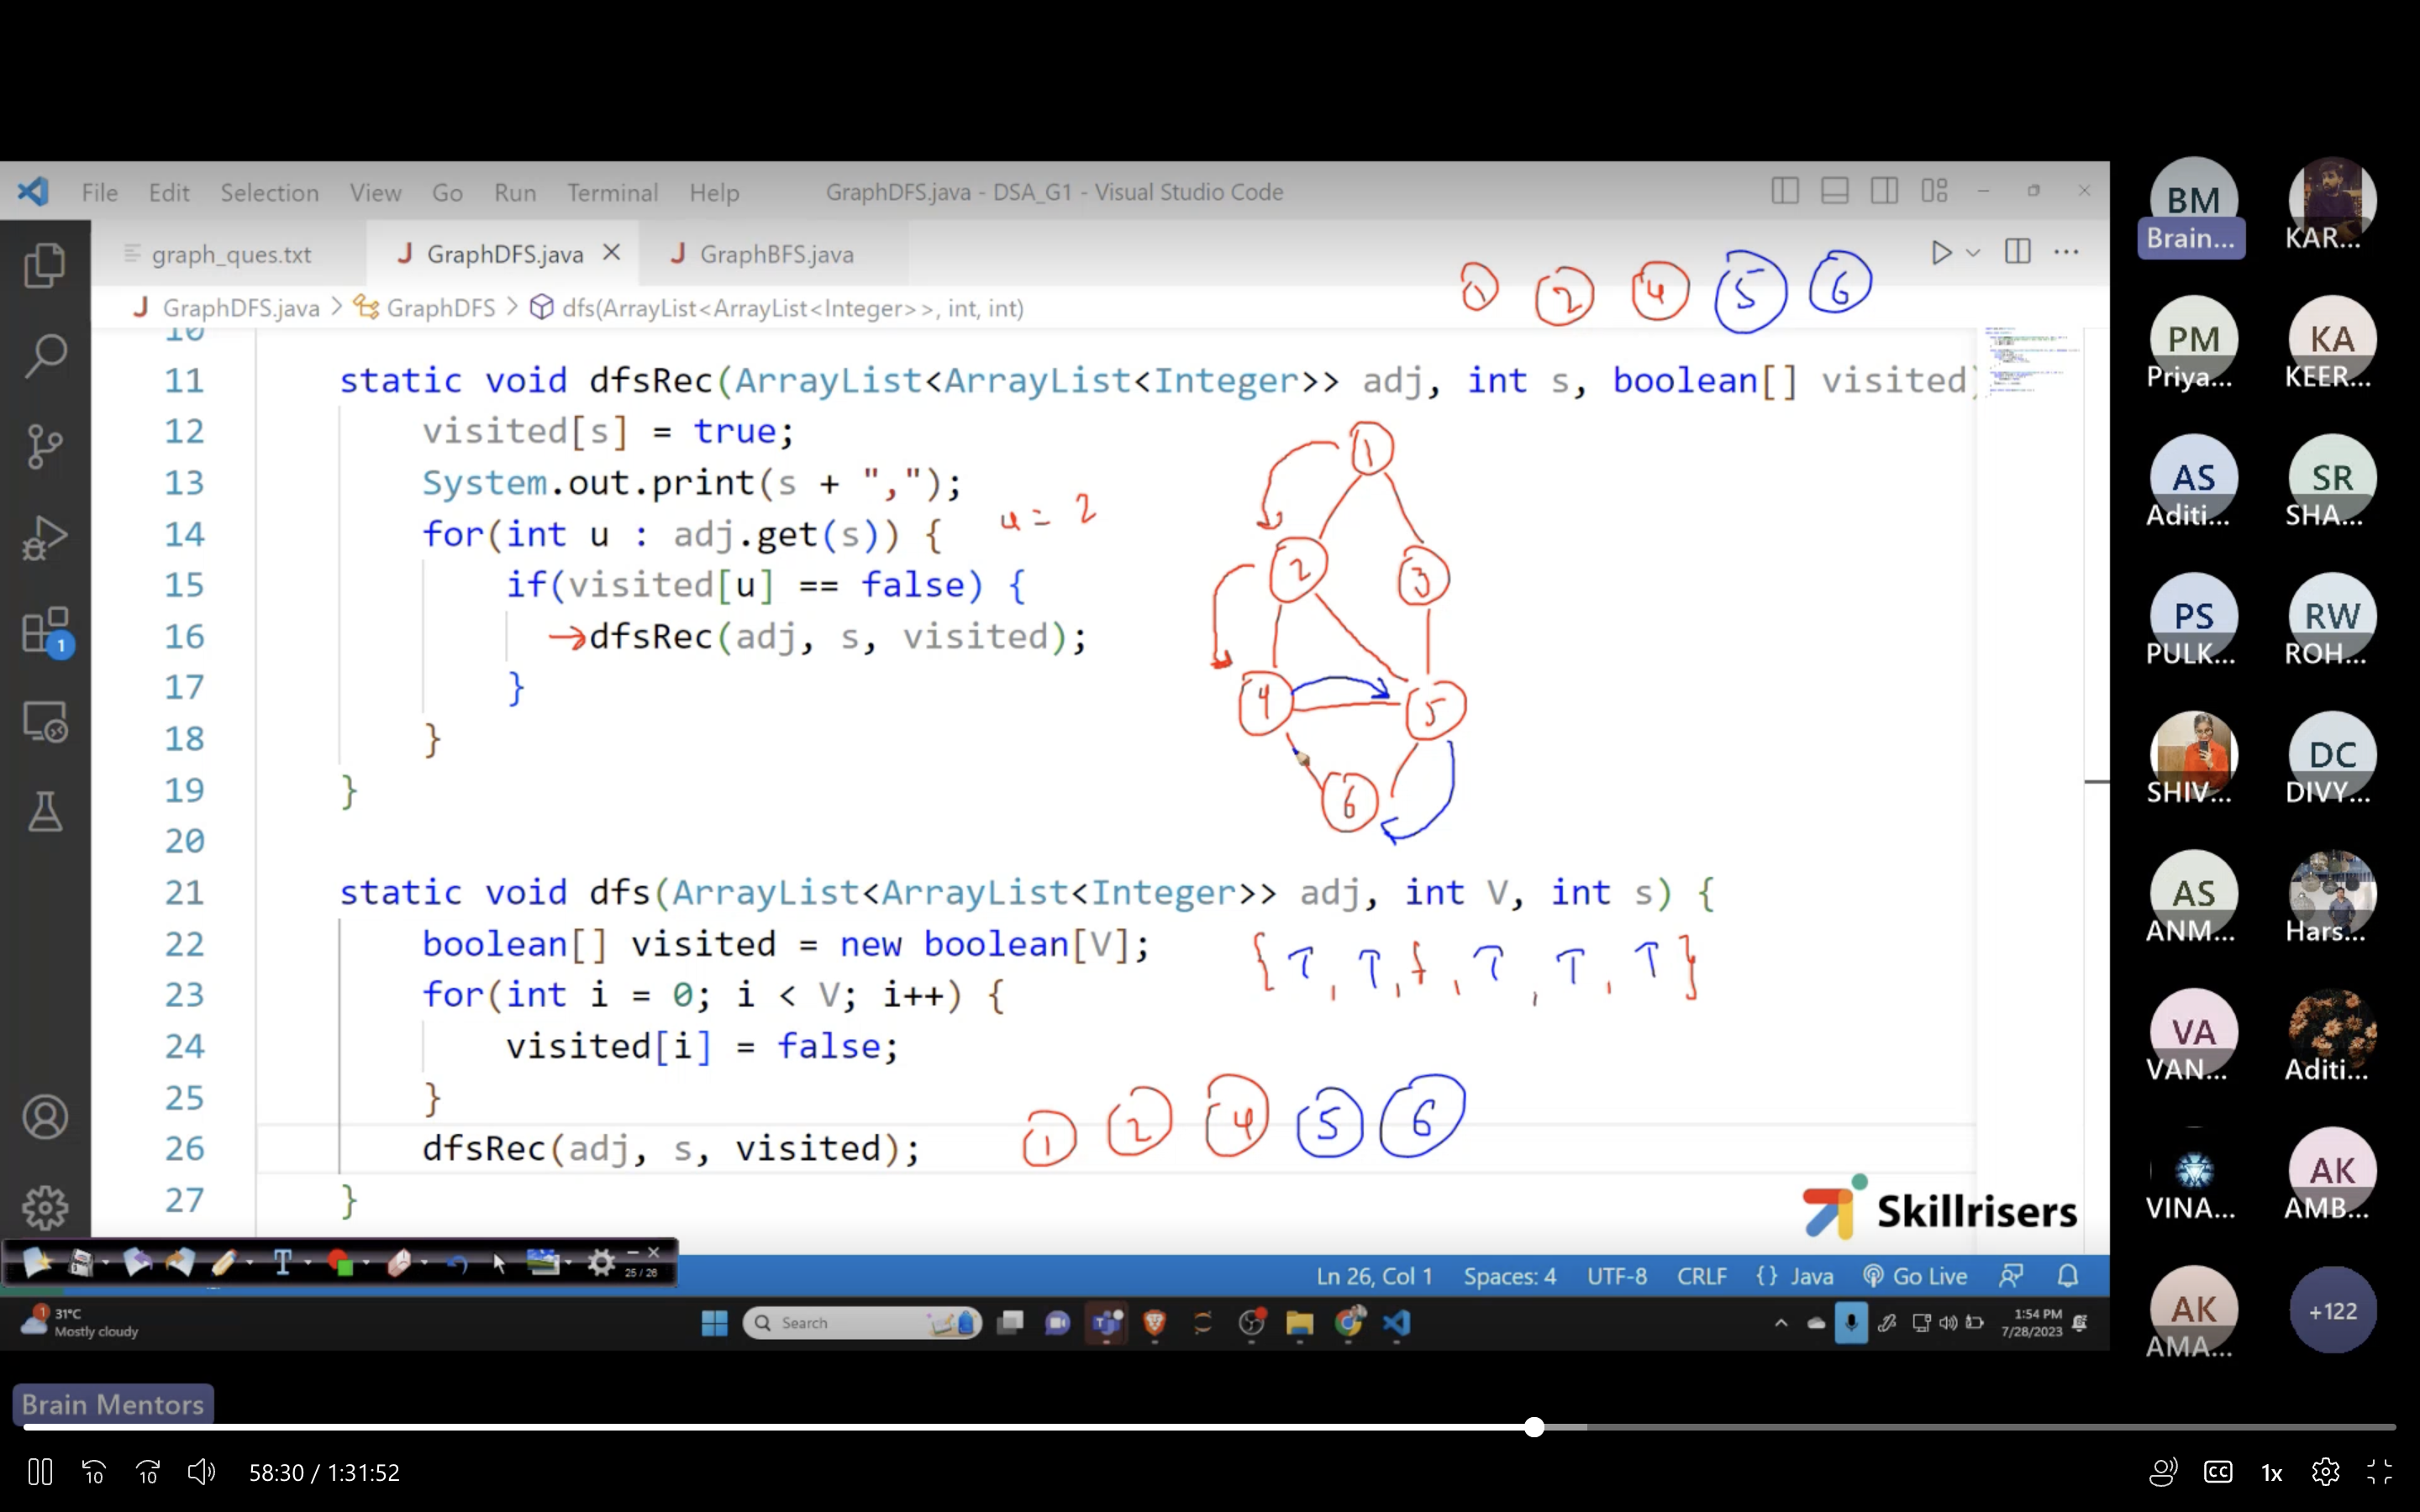 File Edit Selection View Go Run Terminal Help
GraphDFS.java - DSA_G1 - Visual Studio Code
graph_ques.txt
GraphDFS.java
GraphBFS.java
1 2 4 5 6
GraphDFS.java > GraphDFS > dfs(ArrayList<ArrayList<Integer>>, int, int)
10
11 static void dfsRec(ArrayList<ArrayList<Integer>> adj, int s, boolean[] visited)
12 visited[s] = true;
13 System.out.print(s + ",");
14 for(int u : adj.get(s)) {
u = 2
15 if(visited[u] == false) {
16 dfsRec(adj, s, visited);
17 }
18 }
19 }
20
1
2 3
4 5
6
21 static void dfs(ArrayList<ArrayList<Integer>> adj, int V, int s) {
22 boolean[] visited = new boolean[V];
{ T, T, f, T, T, T }
23 for(int i = 0; i < V; i++) {
24 visited[i] = false;
25 }
26 dfsRec(adj, s, visited);
1 2 4 5 6
27 }
Skillrisers
1
25 / 26
Ln 26, Col 1 Spaces: 4 UTF-8 CRLF {} Java Go Live
1
31°C
Mostly cloudy
Search
1:54 PM
7/28/2023
BM
Brain...
KAR...
PM
Priya...
KA
KEER...
AS
Aditi...
SR
SHA...
PS
PULK...
RW
ROH...
SHIV...
DC
DIVY...
AS
ANM...
Hars...
VA
VAN...
Aditi...
VINA...
AK
AMB...
AK
AMA...
+122
Brain Mentors
10 10 58:30 / 1:31:52
CC 1x